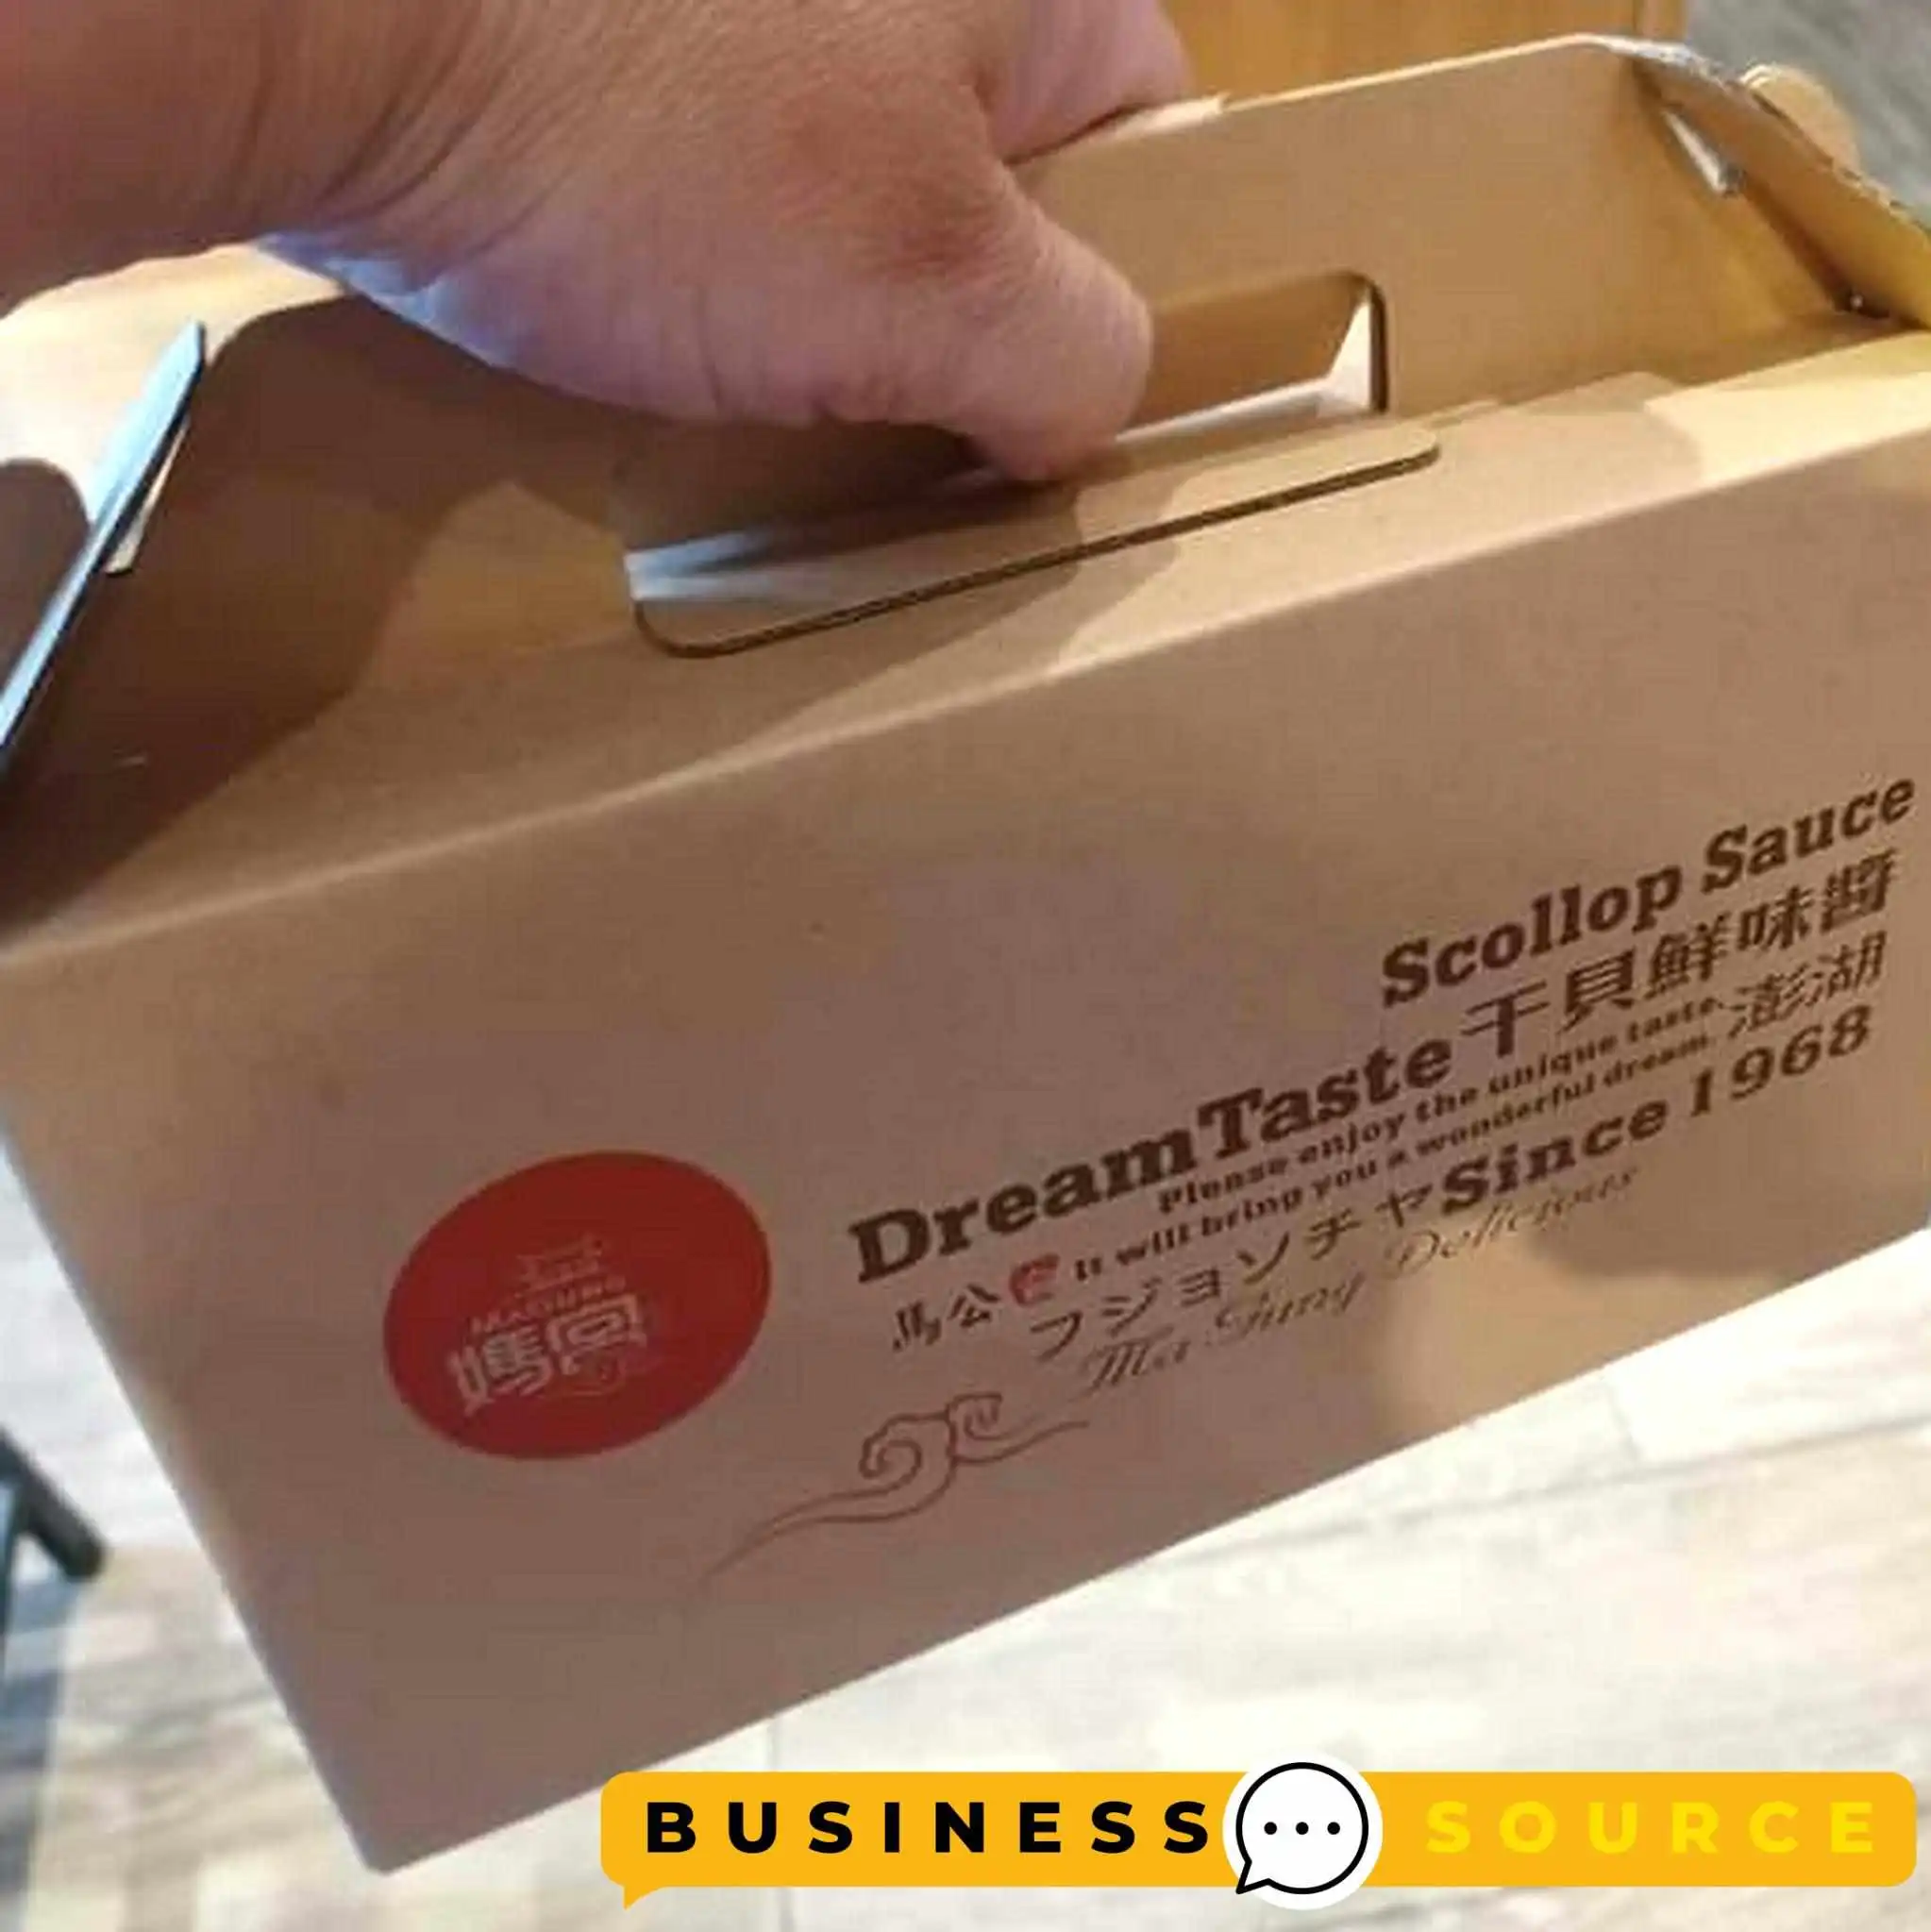 Scollop Sauce
DreamTaste干貝鮮味醬
Please enjoy the unique taste.
It will bring you a wonderful dream.
澎湖
馬公
フジョソチャSince 1968
Ma Gung Delicious
MAGUNG
媽宮
BUSINESS SOURCE